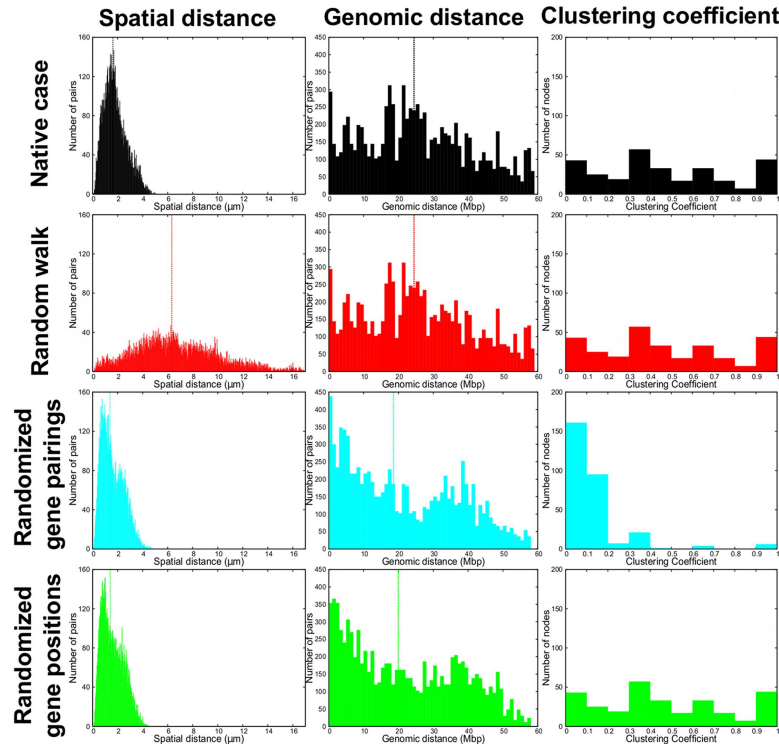 Spatial distance Genomic distance Clustering coefficient
Native case
Number of pairs
160
120
80
40
0
0 2 4 6 8 10 12 14 16
Spatial distance (µm)
Number of pairs
450
400
350
300
250
200
150
100
50
0
0 10 20 30 40 50 60
Genomic distance (Mbp)
Number of nodes
200
150
100
50
0
0.1 0.2 0.3 0.4 0.5 0.6 0.7 0.8 0.9 1
Clustering Coefficient
Random walk
Number of pairs
160
120
80
40
0
0 2 4 6 8 10 12 14 16
Spatial distance (µm)
Number of pairs
450
400
350
300
250
200
150
100
50
0
0 10 20 30 40 50 60
Genomic distance (Mbp)
Number of nodes
200
150
100
50
0
0.1 0.2 0.3 0.4 0.5 0.6 0.7 0.8 0.9 1
Clustering Coefficient
Randomized
gene pairings
Number of pairs
160
120
80
40
0
0 2 4 6 8 10 12 14 16
Spatial distance (µm)
Number of pairs
450
400
350
300
250
200
150
100
50
0
0 10 20 30 40 50 60
Genomic distance (Mbp)
Number of nodes
200
150
100
50
0
0.1 0.2 0.3 0.4 0.5 0.6 0.7 0.8 0.9 1
Clustering Coefficient
Randomized
gene positions
Number of pairs
160
120
80
40
0
0 2 4 6 8 10 12 14 16
Spatial distance (µm)
Number of pairs
450
400
350
300
250
200
150
100
50
0
0 10 20 30 40 50 60
Genomic distance (Mbp)
Number of nodes
200
150
100
50
0
0.1 0.2 0.3 0.4 0.5 0.6 0.7 0.8 0.9 1
Clustering Coefficient